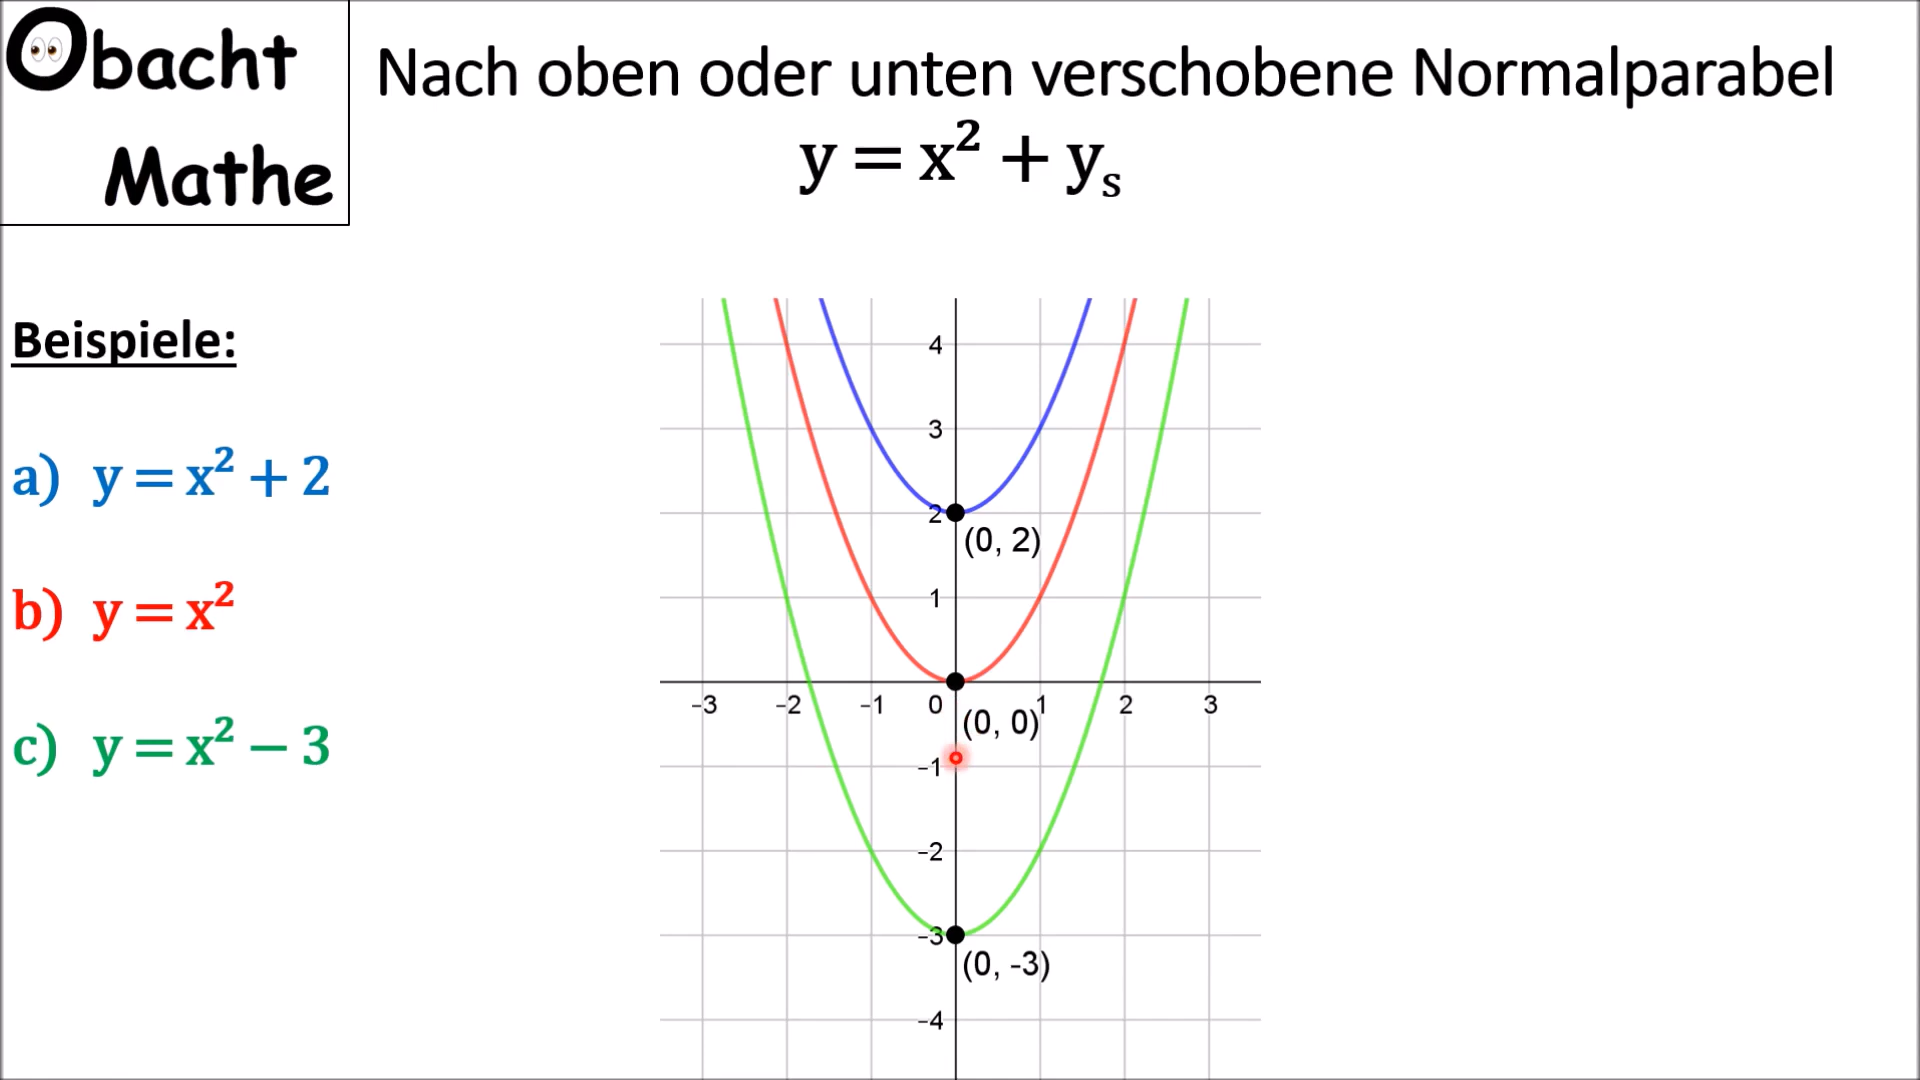 Obacht
Mathe
Nach oben oder unten verschobene Normalparabel
y = x² + yₛ
Beispiele:
a) y = x² + 2
b) y = x²
c) y = x² − 3
4
3
2
(0, 2)
1
−3 −2 −1 0 1 2 3
(0, 0)
−1
−2
−3
(0, -3)
−4